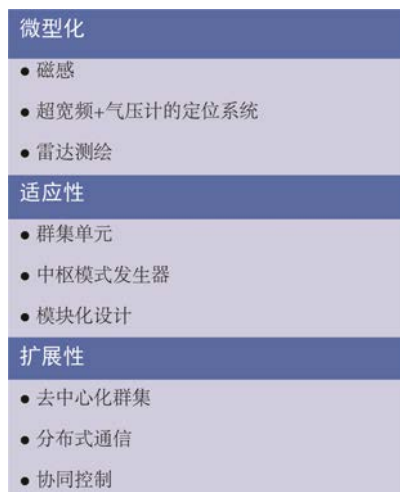 微型化
● 磁感
● 超宽频+气压计的定位系统
● 雷达测绘
适应性
● 群集单元
● 中枢模式发生器
● 模块化设计
扩展性
● 去中心化群集
● 分布式通信
● 协同控制